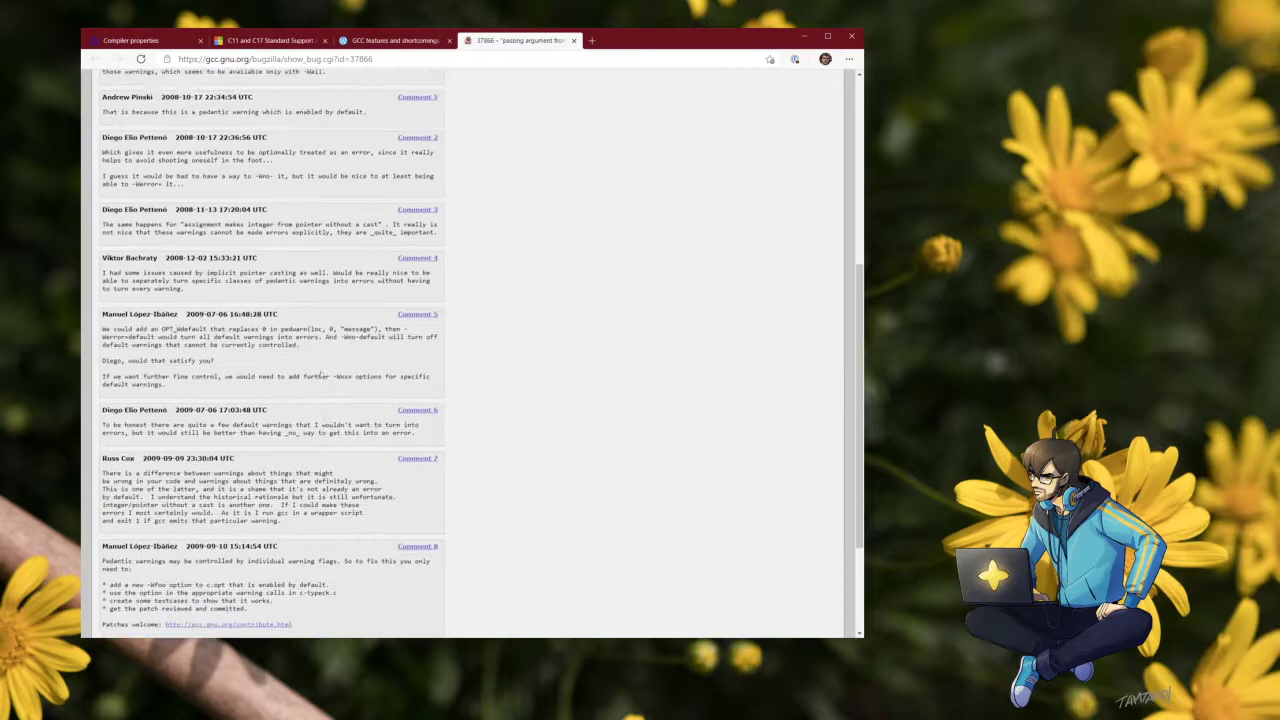 Compiler properties
C11 and C17 Standard Support
GCC features and shortcomings
37866 – "passing argument from
https://gcc.gnu.org/bugzilla/show_bug.cgi?id=37866
those warnings, which seems to be available only with -Wall.
Andrew Pinski 2008-10-17 22:34:54 UTC Comment 1
That is because this is a pedantic warning which is enabled by default.
Diego Elio Pettenò 2008-10-17 22:36:56 UTC Comment 2
Which gives it even more usefulness to be optionally treated as an error, since it really
helps to avoid shooting oneself in the foot...
I guess it would be bad to have a way to -Wno- it, but it would be nice to at least being
able to -Werror= it...
Diego Elio Pettenò 2008-11-13 17:20:04 UTC Comment 3
The same happens for "assignment makes integer from pointer without a cast" . It really is
not nice that these warnings cannot be made errors explicitly, they are _quite_ important.
Viktor Bachraty 2008-12-02 15:33:21 UTC Comment 4
I had some issues caused by implicit pointer casting as well. Would be really nice to be
able to separately turn specific classes of pedantic warnings into errors without having
to turn every warning.
Manuel López-Ibáñez 2009-07-06 16:48:28 UTC Comment 5
We could add an OPT_Wdefault that replaces 0 in pedwarn(loc, 0, "message"), then -
Werror=default would turn all default warnings into errors. And -Wno-default will turn off
default warnings that cannot be currently controlled.
Diego, would that satisfy you?
If we want further fine control, we would need to add further -Wxxx options for specific
default warnings.
Diego Elio Pettenò 2009-07-06 17:03:48 UTC Comment 6
To be honest there are quite a few default warnings that I wouldn't want to turn into
errors, but it would still be better than having _no_ way to get this into an error.
Russ Cox 2009-09-09 23:30:04 UTC Comment 7
There is a difference between warnings about things that might
be wrong in your code and warnings about things that are definitely wrong.
This is one of the latter, and it is a shame that it's not already an error
by default. I understand the historical rationale but it is still unfortunate.
integer/pointer without a cast is another one. If I could make these
errors I most certainly would. As it is I run gcc in a wrapper script
and exit 1 if gcc emits that particular warning.
Manuel López-Ibáñez 2009-09-10 15:14:54 UTC Comment 8
Pedantic warnings may be controlled by individual warning flags. So to fix this you only
need to:
* add a new -Wfoo option to c.opt that is enabled by default.
* use the option in the appropriate warning calls in c-typeck.c
* create some testcases to show that it works.
* get the patch reviewed and committed.
Patches welcome: http://gcc.gnu.org/contribute.html